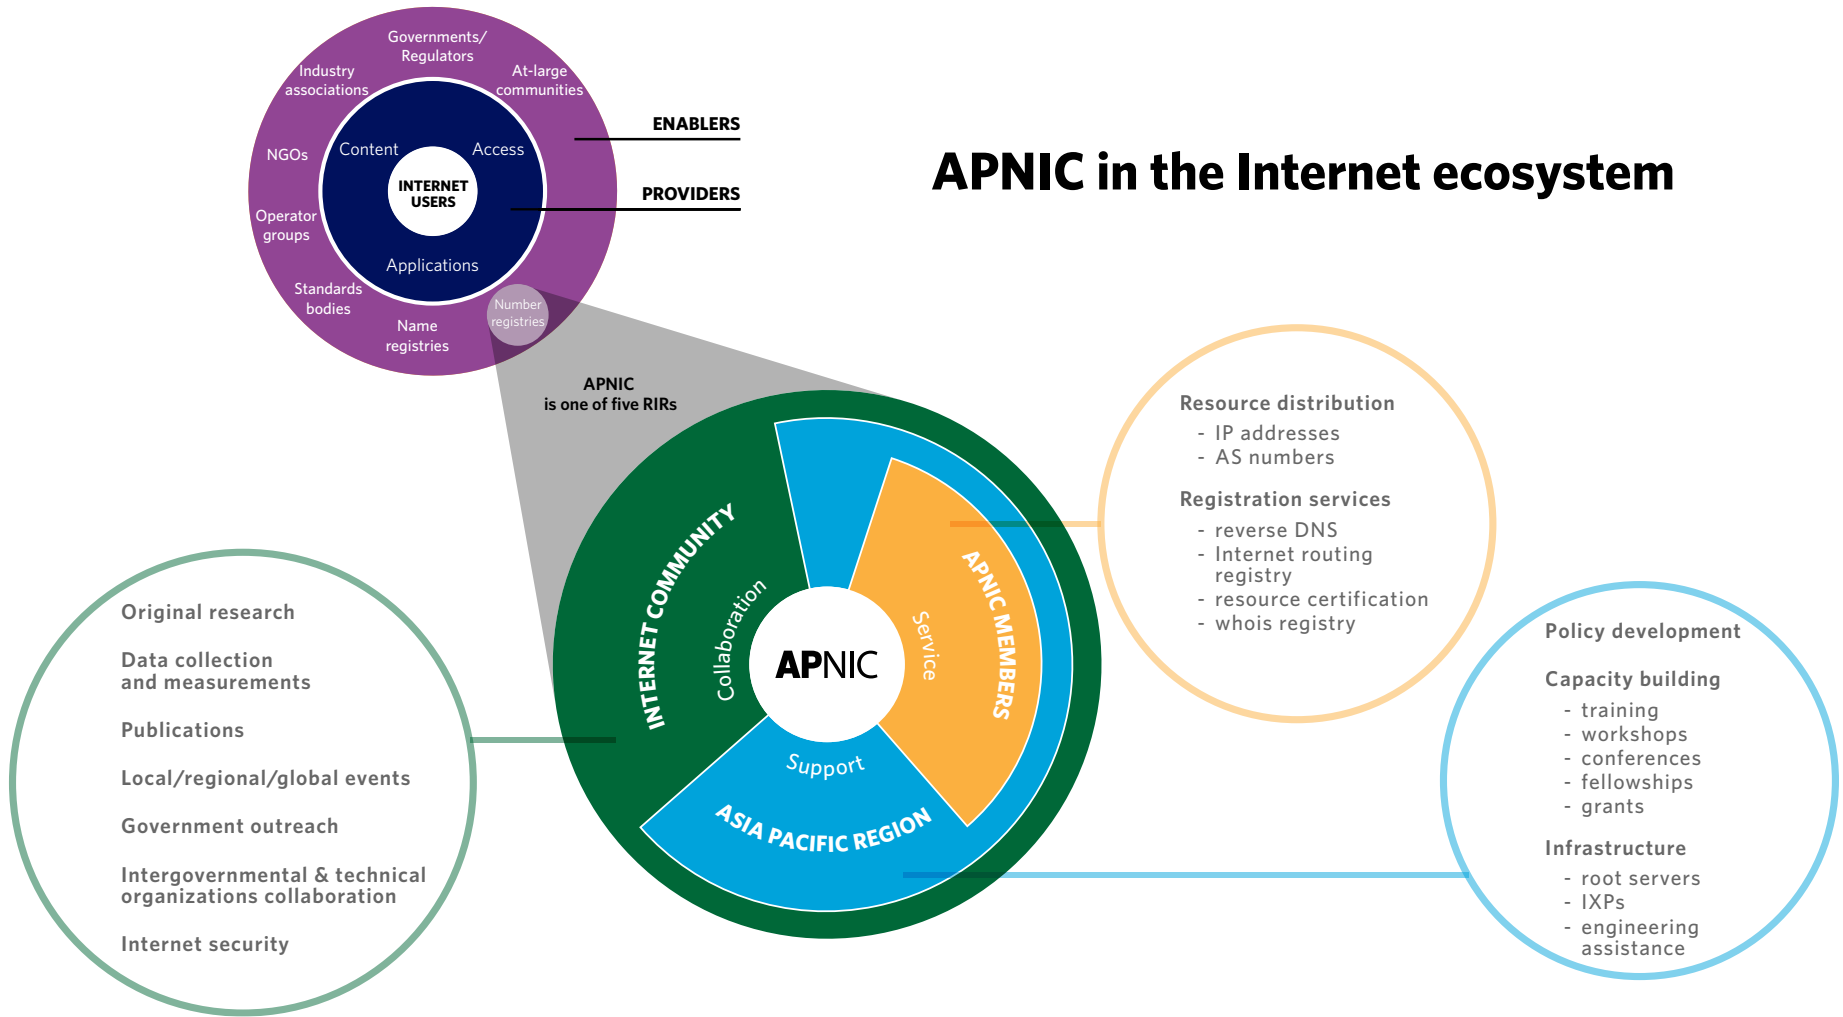 Governments/
Regulators
Industry
associations
At-large
communities
ENABLERS
NGOs
Content
Access
APNIC in the Internet ecosystem
INTERNET
USERS
PROVIDERS
Operator
groups
Applications
Standards
bodies
Number
registries
Name
registries
APNIC
is one of five RIRs
Resource distribution
- IP addresses
- AS numbers
Registration services
- reverse DNS
- Internet routing
registry
- resource certification
- whois registry
INTERNET COMMUNITY
Collaboration
APNIC
Service
APNIC MEMBERS
Support
ASIA PACIFIC REGION
Original research
Data collection
and measurements
Publications
Local/regional/global events
Government outreach
Intergovernmental & technical
organizations collaboration
Internet security
Policy development
Capacity building
- training
- workshops
- conferences
- fellowships
- grants
Infrastructure
- root servers
- IXPs
- engineering
assistance